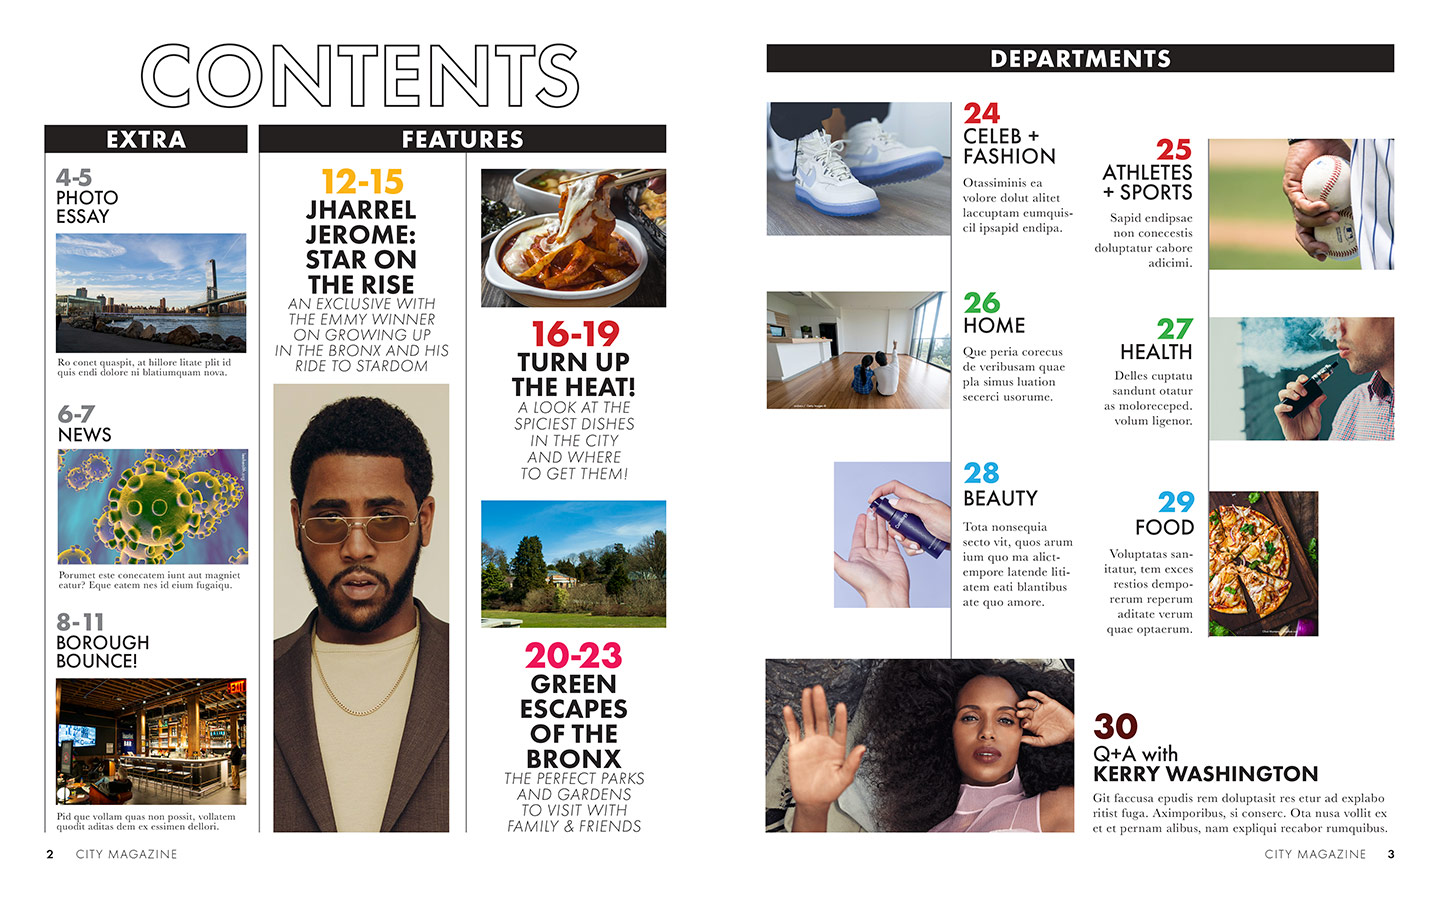 CONTENTS
EXTRA
4-5
PHOTO
ESSAY
Ro conet quaspit, at hillore litate plit id
quis endi dolore ni blatiumquam nova.
6-7
NEWS
Porumet este conecatem iunt aut magniet
eatur? Eque eatem nes id eium fugaiqu.
8-11
BOROUGH
BOUNCE!
EXIT
BAR
Pid que vollam quas non possit, vollatem
quodit aditas dem ex essimen dellori.
FEATURES
12-15
JHARREL
JEROME:
STAR ON
THE RISE
AN EXCLUSIVE WITH
THE EMMY WINNER
ON GROWING UP
IN THE BRONX AND HIS
RIDE TO STARDOM
16-19
TURN UP
THE HEAT!
A LOOK AT THE
SPICIEST DISHES
IN THE CITY
AND WHERE
TO GET THEM!
20-23
GREEN
ESCAPES
OF THE
BRONX
THE PERFECT PARKS
AND GARDENS
TO VISIT WITH
FAMILY & FRIENDS
2 CITY MAGAZINE
DEPARTMENTS
24
CELEB +
FASHION
Otassiminis ea
volore dolut alitet
laccuptam eumquis-
cil ipsapid endipa.
25
ATHLETES
+ SPORTS
Sapid endipsae
non conecestis
doluptatur cabore
adicimi.
26
HOME
Que peria corecus
de veribusam quae
pla simus luation
secerci usorume.
27
HEALTH
Delles cuptatu
sandunt otatur
as moloreceped.
volum ligenor.
28
BEAUTY
Tota nonsequia
secto vit, quos arum
ium quo ma alict-
empore latende liti-
atem eati blantibus
ate quo amore.
29
FOOD
Voluptatas san-
itatur, tem exces
restios dempo-
rerum reperum
aditate verum
quae optaerum.
30
Q+A with
KERRY WASHINGTON
Git faccusa epudis rem doluptasit res etur ad explabo
ritist fuga. Aximporibus, si conserc. Ota nusa vollit ex
et et pernam alibus, nam expliqui recabor rumquibus.
CITY MAGAZINE 3